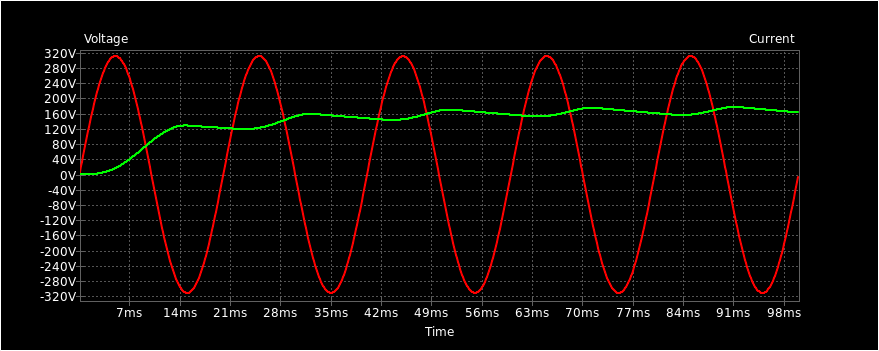 Voltage Current
320V
280V
240V
200V
160V
120V
80V
40V
0V
-40V
-80V
-120V
-160V
-200V
-240V
-280V
-320V
7ms 14ms 21ms 28ms 35ms 42ms 49ms 56ms 63ms 70ms 77ms 84ms 91ms 98ms
Time